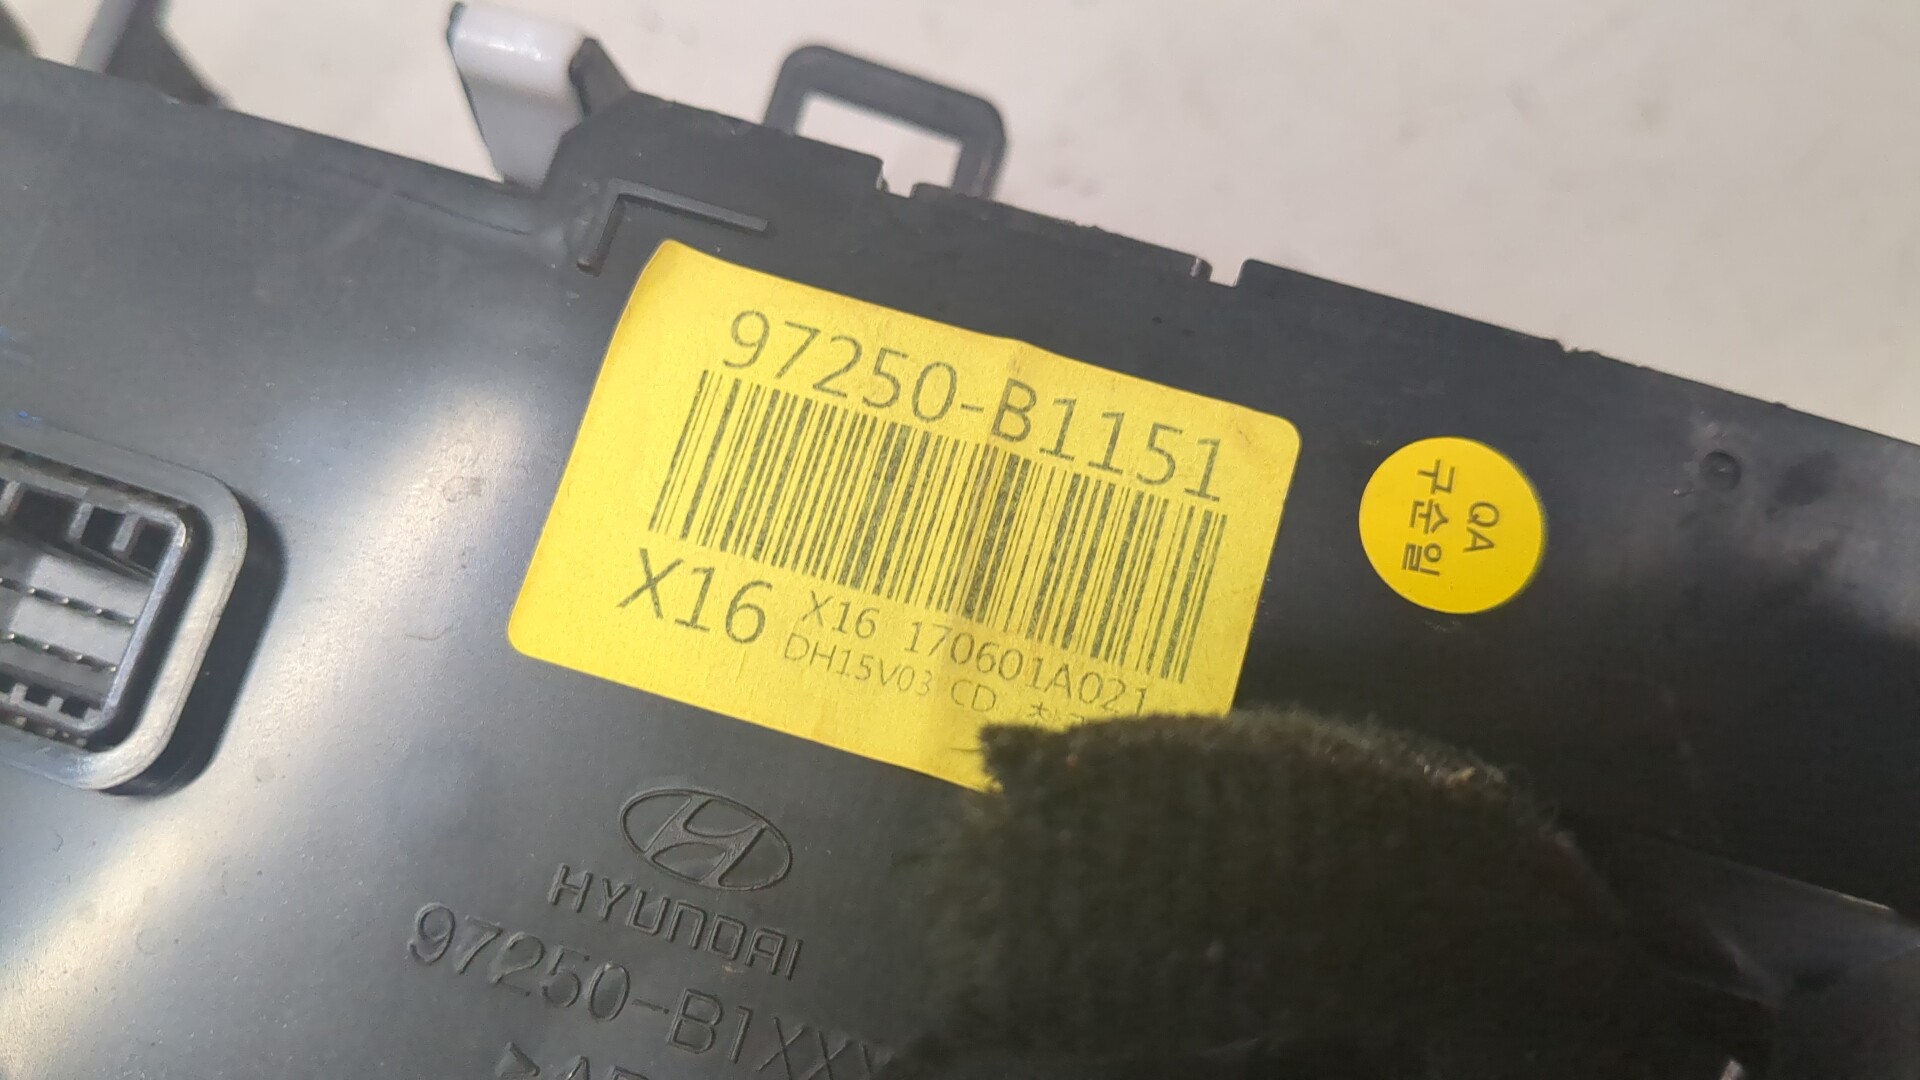 97250-B1151
X16
X16 170601A021
DH15V03 CD
QA
구순일
HYUNDAI
97250-B1XX